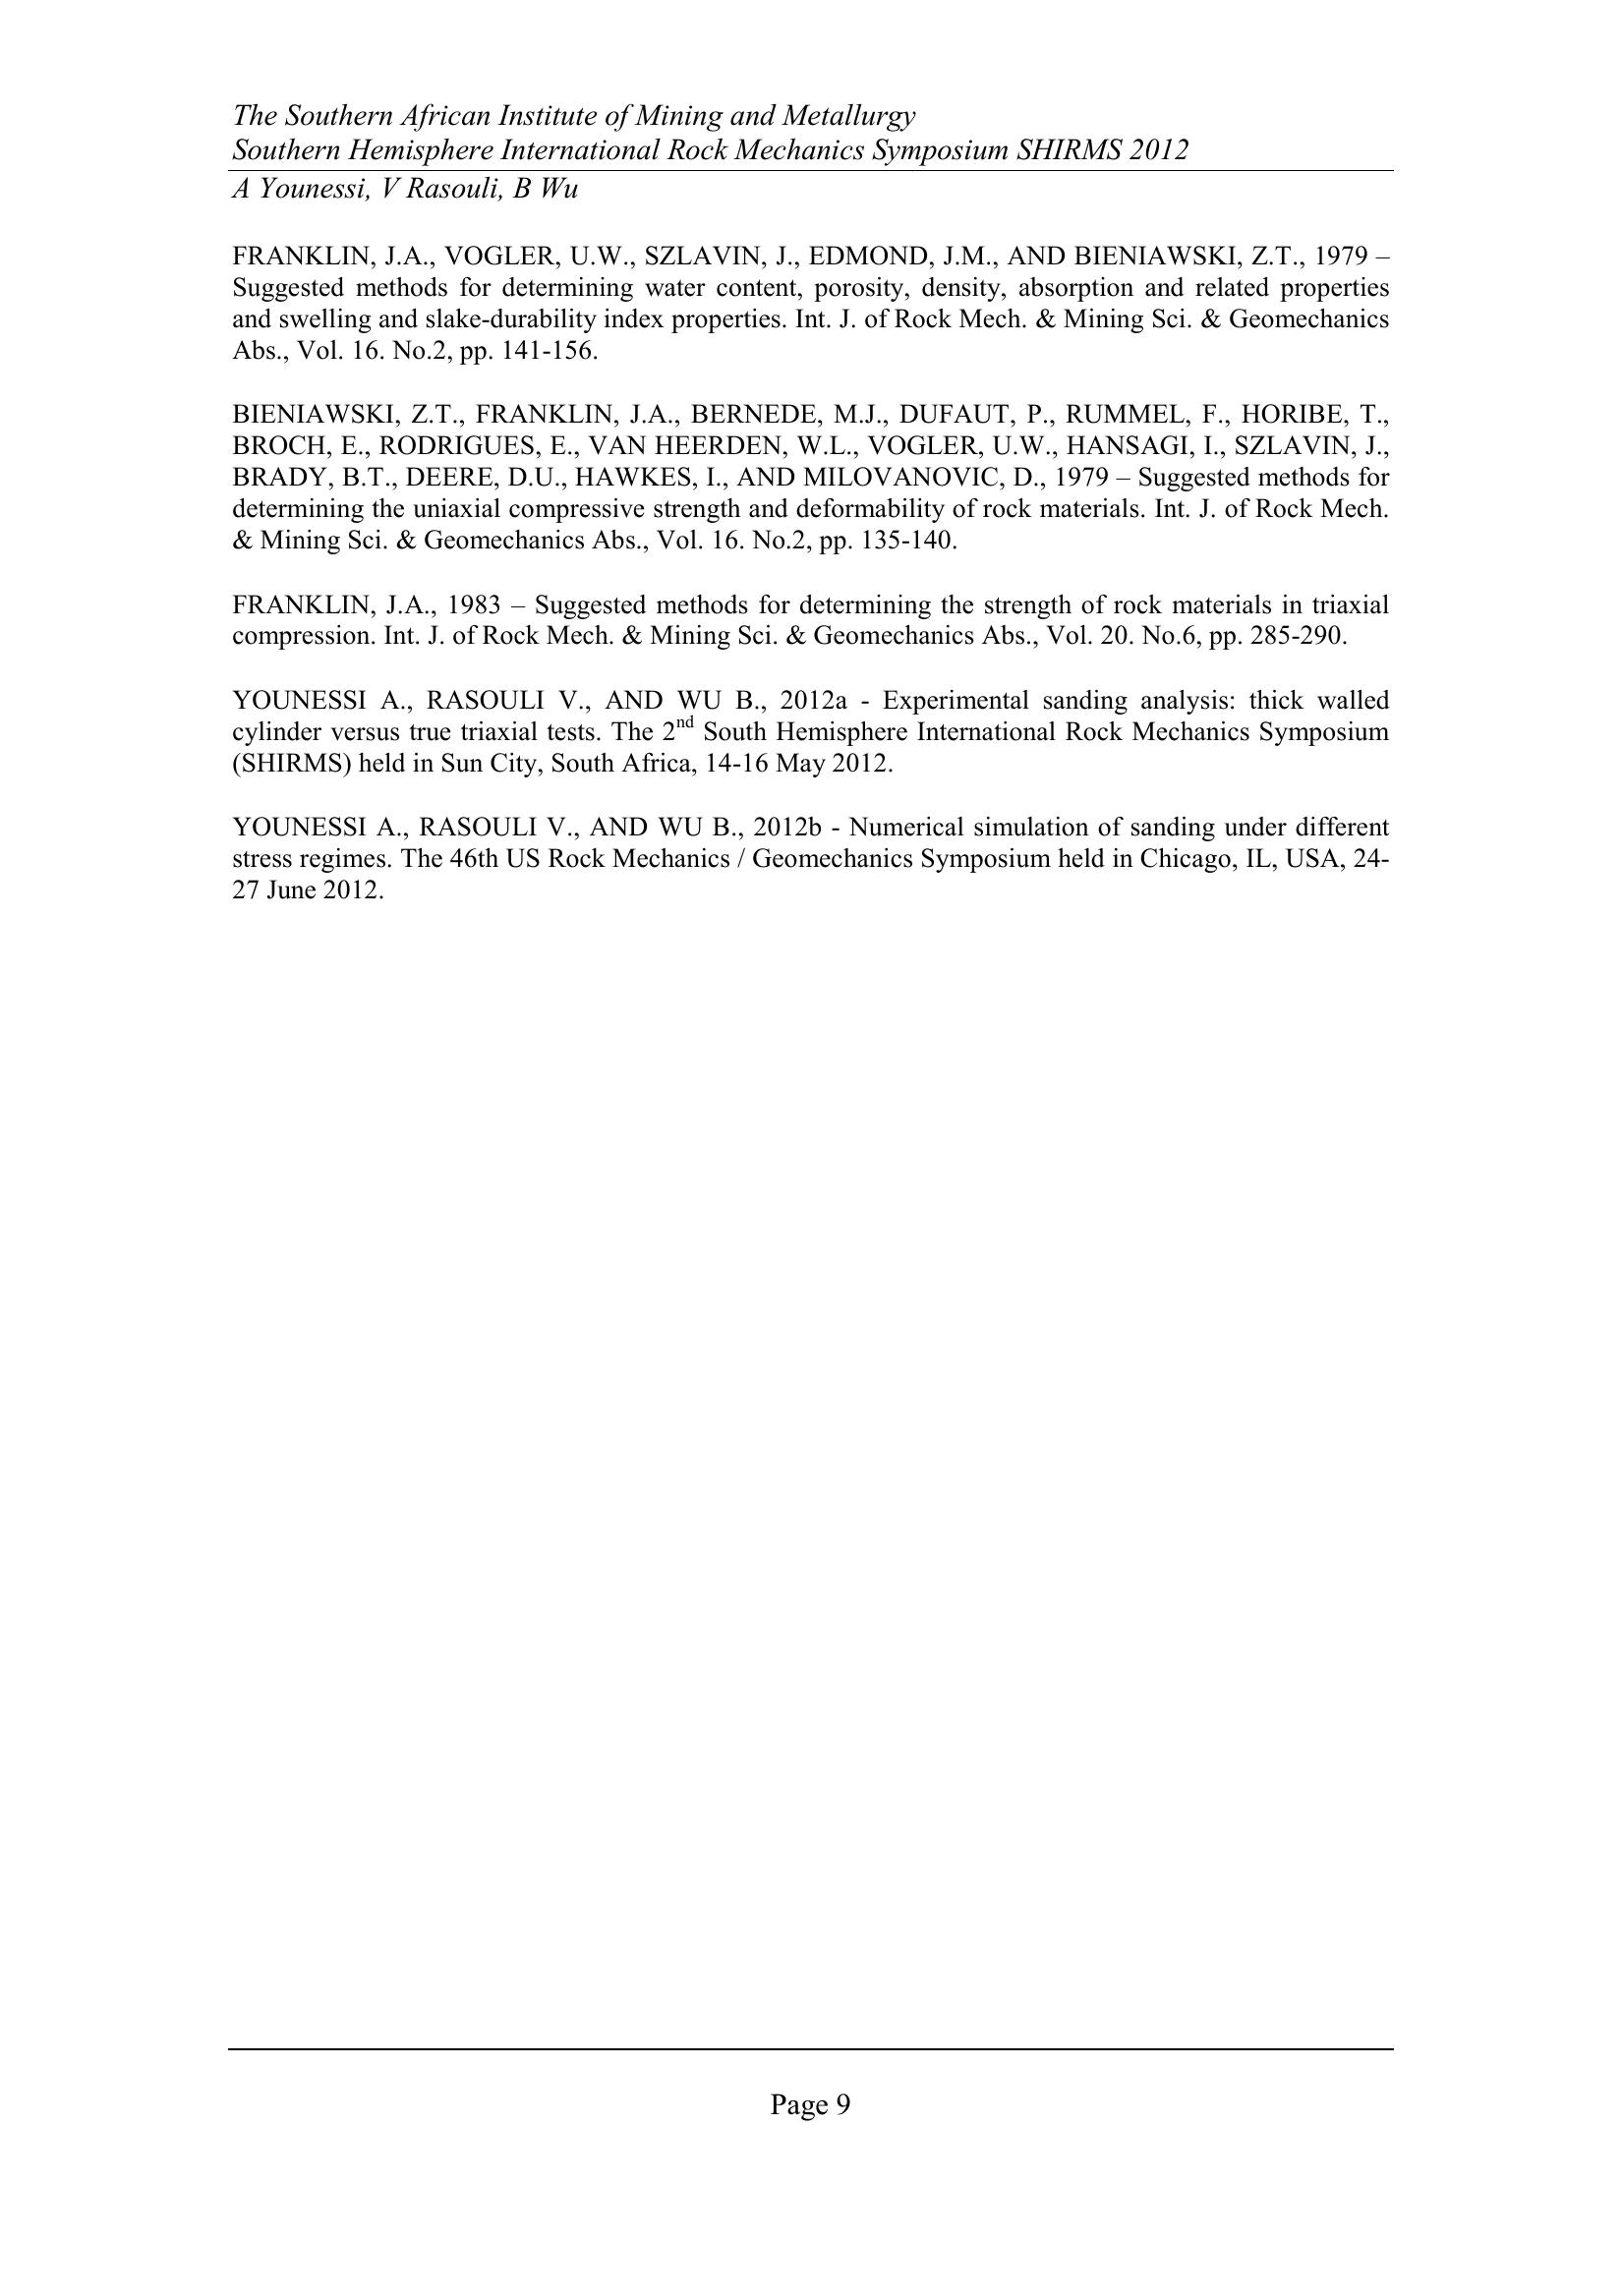 The Southern African Institute of Mining and Metallurgy
Southern Hemisphere International Rock Mechanics Symposium SHIRMS 2012
A Younessi, V Rasouli, B Wu
FRANKLIN, J.A., VOGLER, U.W., SZLAVIN, J., EDMOND, J.M., AND BIENIAWSKI, Z.T., 1979 –
Suggested methods for determining water content, porosity, density, absorption and related properties
and swelling and slake-durability index properties. Int. J. of Rock Mech. & Mining Sci. & Geomechanics
Abs., Vol. 16. No.2, pp. 141-156.
BIENIAWSKI, Z.T., FRANKLIN, J.A., BERNEDE, M.J., DUFAUT, P., RUMMEL, F., HORIBE, T.,
BROCH, E., RODRIGUES, E., VAN HEERDEN, W.L., VOGLER, U.W., HANSAGI, I., SZLAVIN, J.,
BRADY, B.T., DEERE, D.U., HAWKES, I., AND MILOVANOVIC, D., 1979 – Suggested methods for
determining the uniaxial compressive strength and deformability of rock materials. Int. J. of Rock Mech.
& Mining Sci. & Geomechanics Abs., Vol. 16. No.2, pp. 135-140.
FRANKLIN, J.A., 1983 – Suggested methods for determining the strength of rock materials in triaxial
compression. Int. J. of Rock Mech. & Mining Sci. & Geomechanics Abs., Vol. 20. No.6, pp. 285-290.
YOUNESSI A., RASOULI V., AND WU B., 2012a - Experimental sanding analysis: thick walled
cylinder versus true triaxial tests. The 2nd South Hemisphere International Rock Mechanics Symposium
(SHIRMS) held in Sun City, South Africa, 14-16 May 2012.
YOUNESSI A., RASOULI V., AND WU B., 2012b - Numerical simulation of sanding under different
stress regimes. The 46th US Rock Mechanics / Geomechanics Symposium held in Chicago, IL, USA, 24-
27 June 2012.
Page 9